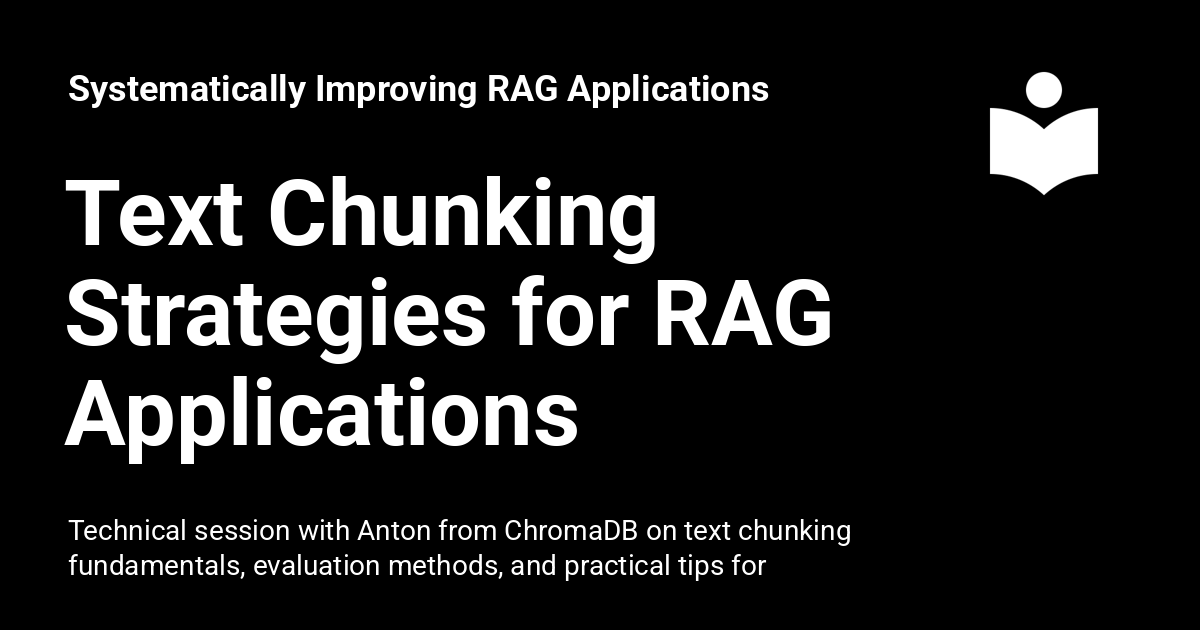 Systematically Improving RAG Applications
Text Chunking
Strategies for RAG
Applications
Technical session with Anton from ChromaDB on text chunking
fundamentals, evaluation methods, and practical tips for